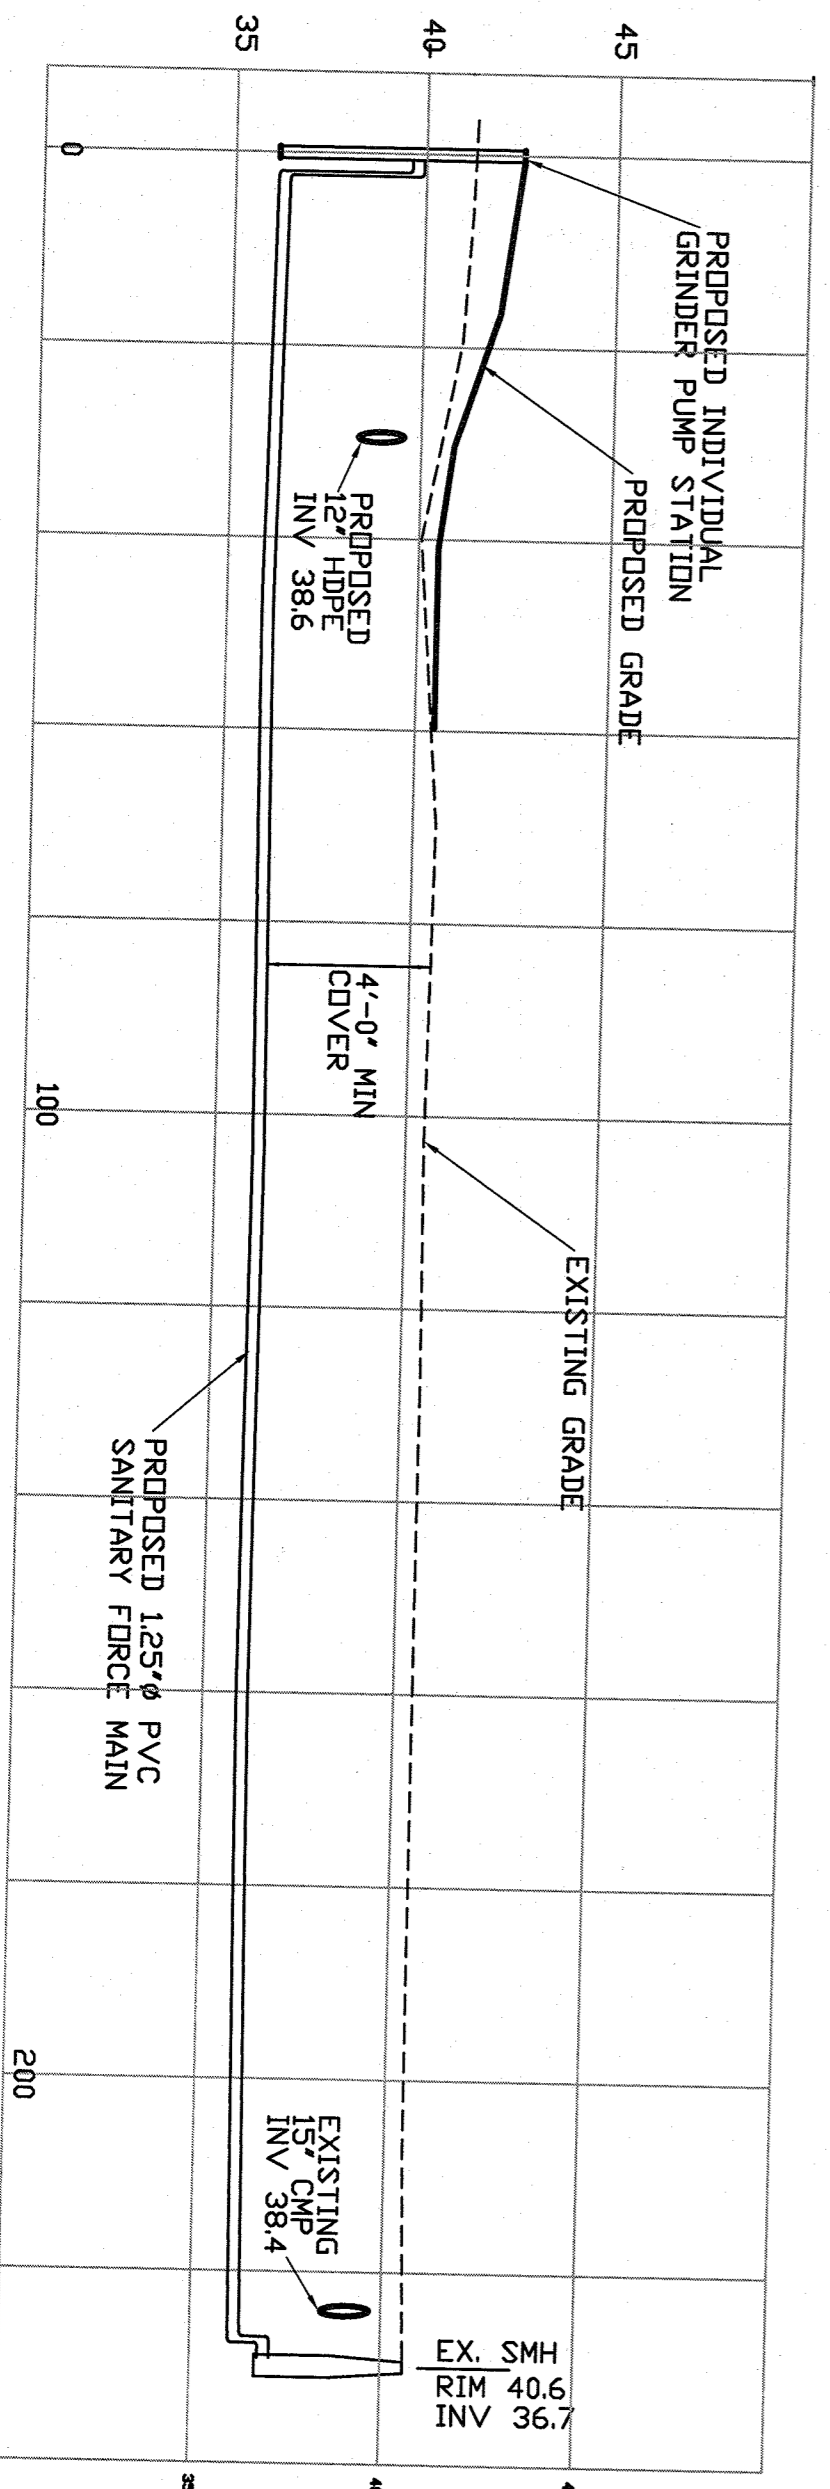 45
40
35
0
100
200
PROPOSED INDIVIDUAL
GRINDER PUMP STATION
PROPOSED GRADE
PROPOSED
12" HDPE
INV 38.6
4'-0" MIN
COVER
EXISTING GRADE
PROPOSED 1.25"ø PVC
SANITARY FORCE MAIN
EXISTING
15" CMP
INV 38.4
EX. SMH
RIM 40.6
INV 36.7